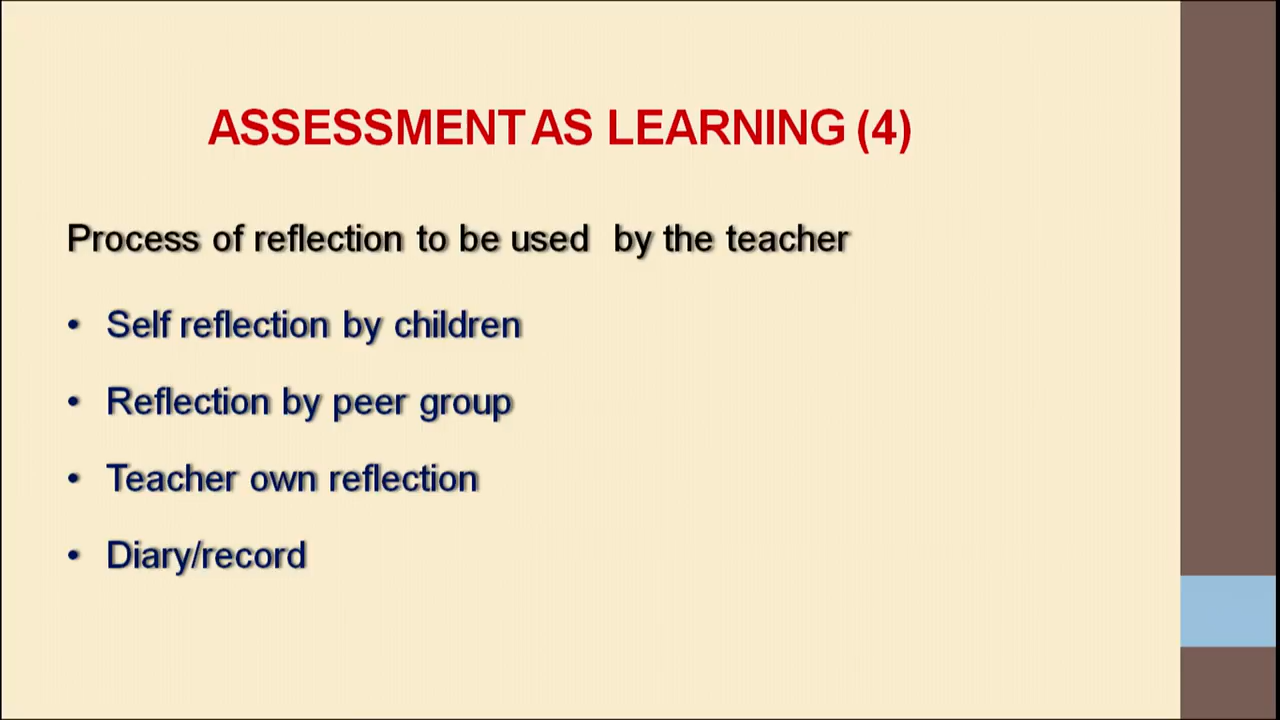 ASSESSMENT AS LEARNING (4)
Process of reflection to be used by the teacher
• Self reflection by children
• Reflection by peer group
• Teacher own reflection
• Diary/record